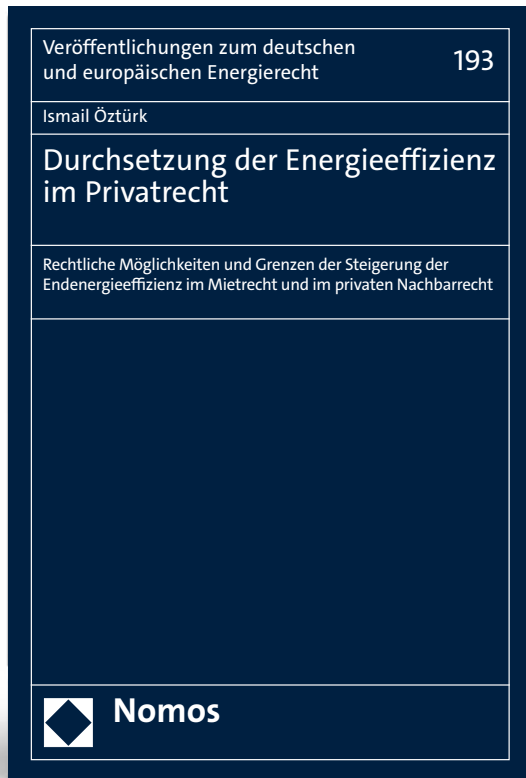 Veröffentlichungen zum deutschen
und europäischen Energierecht
193
Ismail Öztürk
Durchsetzung der Energieeffizienz
im Privatrecht
Rechtliche Möglichkeiten und Grenzen der Steigerung der
Endenergieeffizienz im Mietrecht und im privaten Nachbarrecht
Nomos